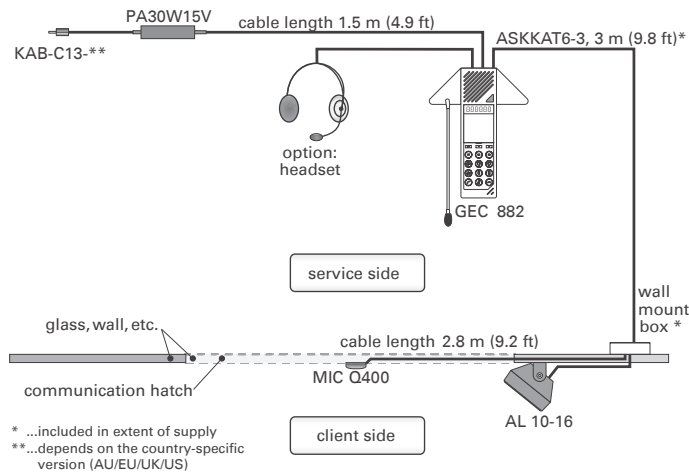 PA30W15V
cable length 1.5 m (4.9 ft)
ASKKAT6-3, 3 m (9.8 ft)*
KAB-C13-**
option:
headset
GEC 882
service side
wall
mount
box *
glass, wall, etc.
cable length 2.8 m (9.2 ft)
MIC Q400
communication hatch
AL 10-16
client side
* ...included in extent of supply
**...depends on the country-specific
version (AU/EU/UK/US)